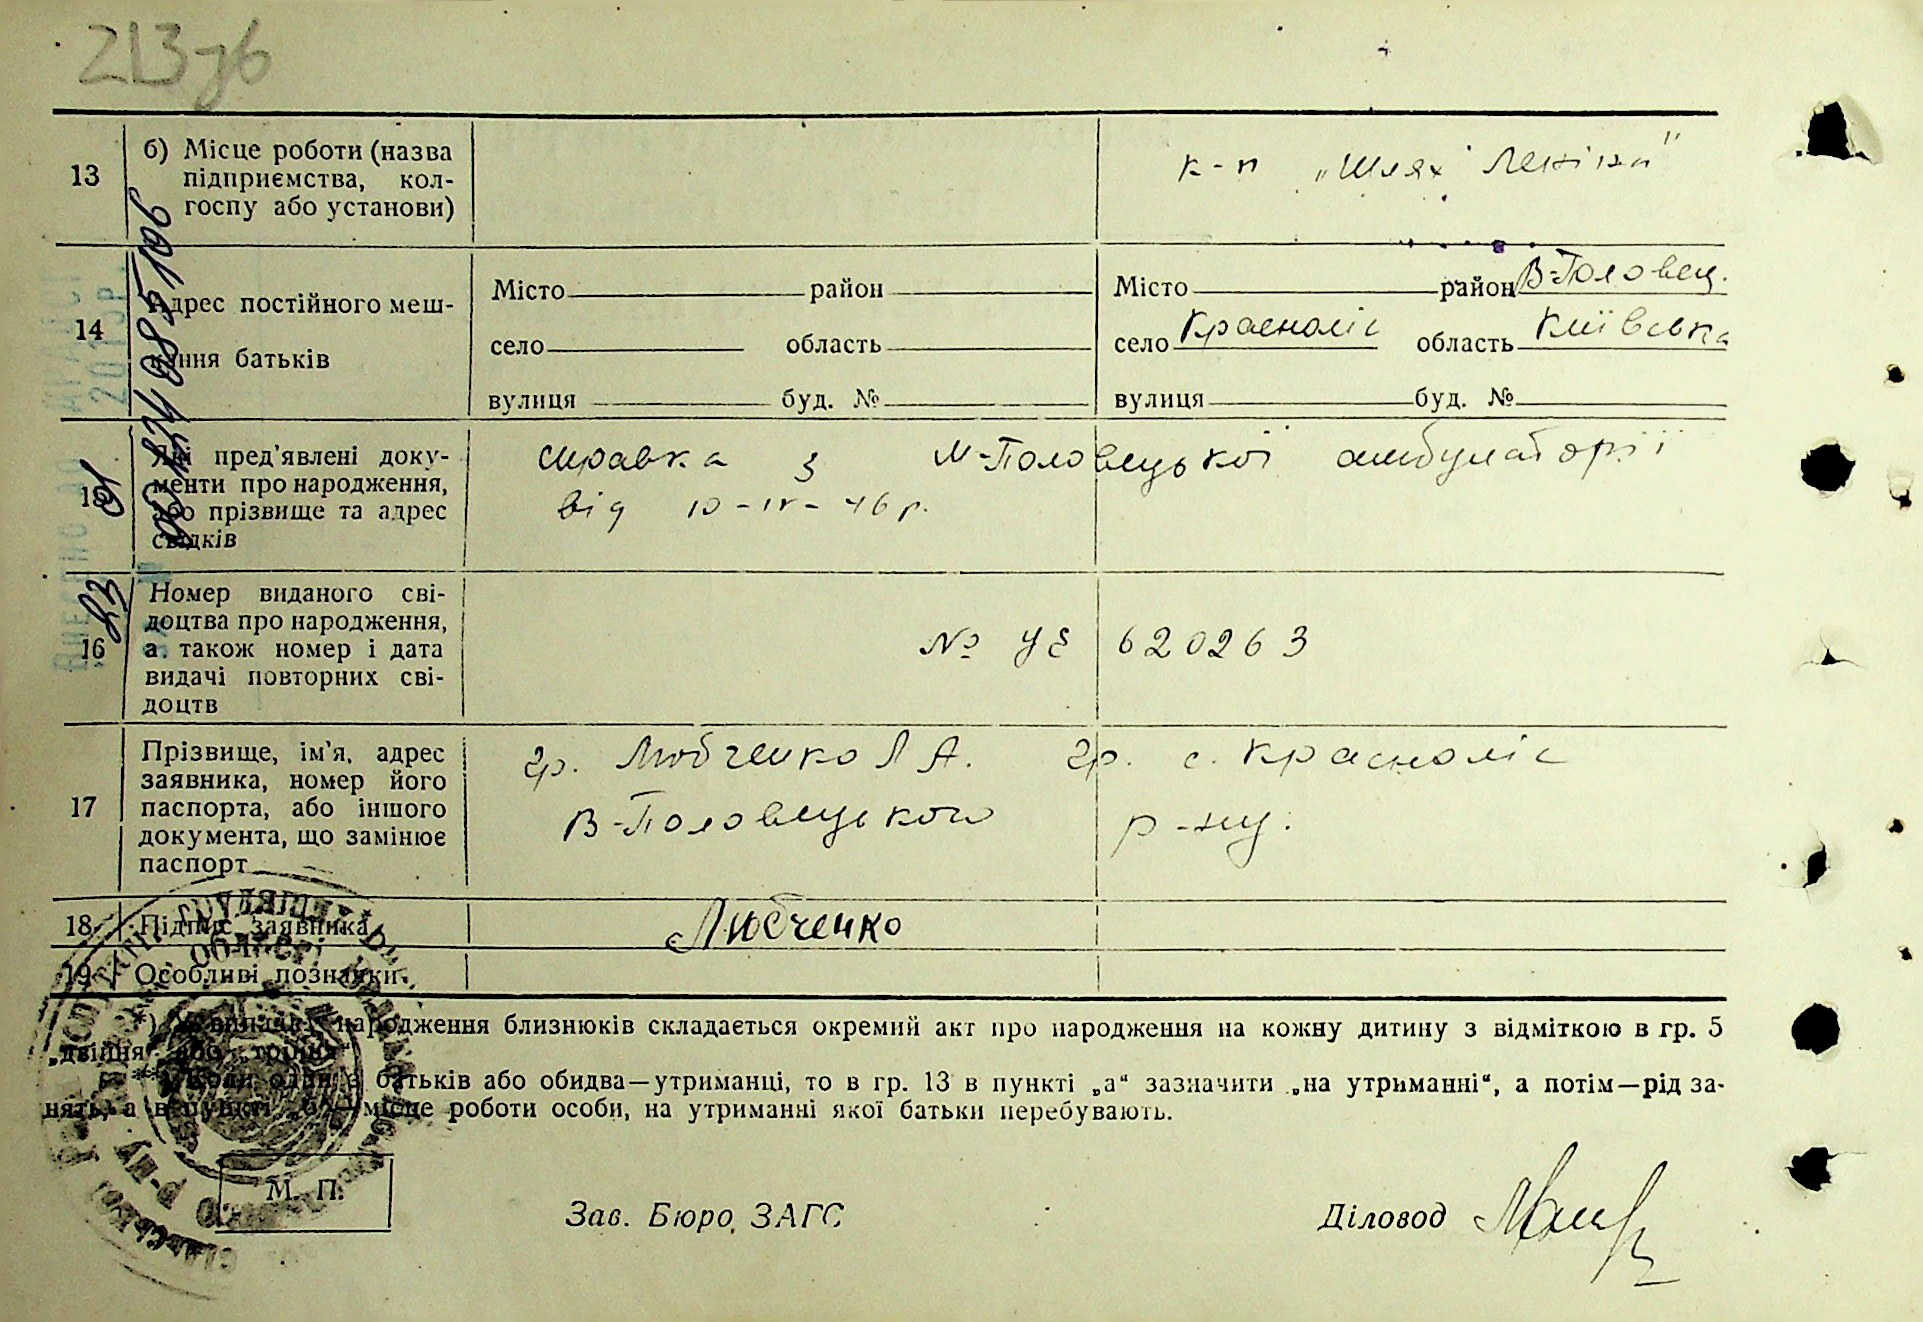 213зб
13
б) Місце роботи (назва
підприємства, кол-
госпу або установи)
к-п „Шлях Леніна"
14
Адрес постійного меш-
кання батьків
Місто район
село область
вулиця буд. №
Місто район В-Половец.
село Красноліс область Київська
вулиця буд. №
15
Які пред'явлені доку-
менти про народження,
або прізвище та адрес
свідків
справка з М-Половецької амбулаторії
від 10-IV-46 р.
16
Номер виданого сві-
доцтва про народження,
а також номер і дата
видачі повторних сві-
доцтв
№ УЕ 620263
17
Прізвище, ім'я, адрес
заявника, номер його
паспорта, або іншого
документа, що замінює
паспорт
гр. Любченко Л А. гр. с. Красноліс
В-Половецького р-ну.
18
Підпис заявника
Любченко
19
Особливі познаики.
*) У випадку народження близнюків складається окремий акт про народження на кожну дитину з відміткою в гр. 5
„двійня" або „тройня"
**) Коли один з батьків або обидва—утриманці, то в гр. 13 в пункті „а" зазначити „на утриманні", а потім—рід за-
нять, а в пункті „б"—місце роботи особи, на утриманні якої батьки перебувають.
М. П.
Зав. Бюро ЗАГС
Діловод